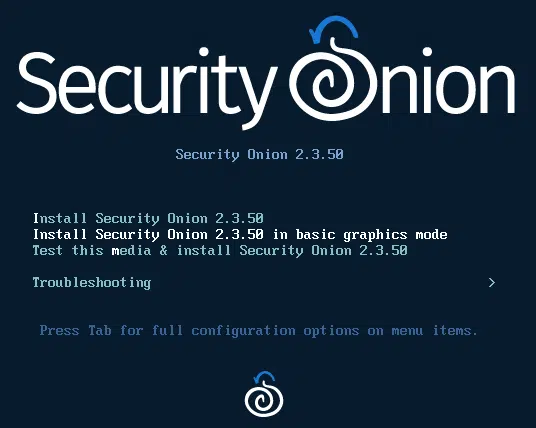 Security Onion
Security Onion 2.3.50
Install Security Onion 2.3.50
Install Security Onion 2.3.50 in basic graphics mode
Test this media & install Security Onion 2.3.50
Troubleshooting >
Press Tab for full configuration options on menu items.